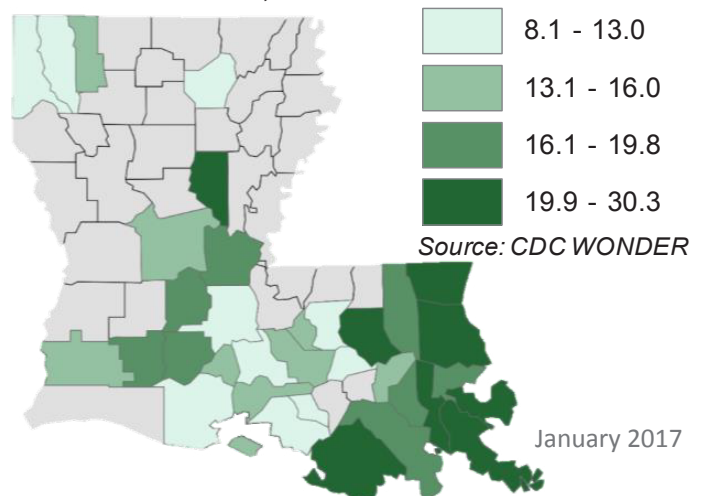 8.1 - 13.0
13.1 - 16.0
16.1 - 19.8
19.9 - 30.3
Source: CDC WONDER
January 2017